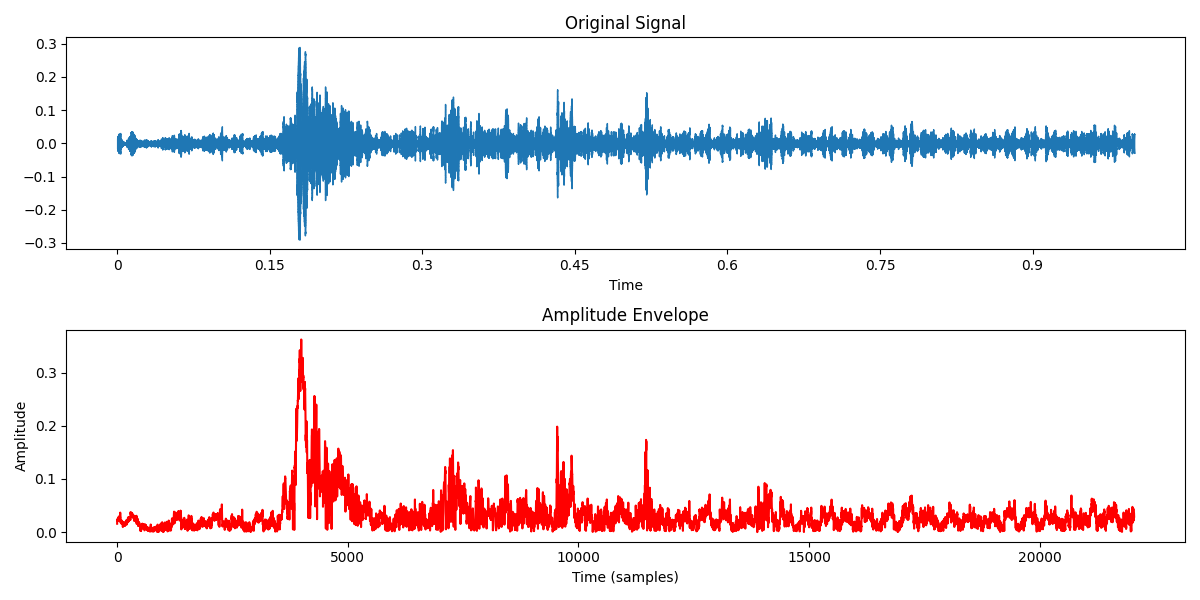 Original Signal
0.3
0.2
0.1
0.0
−0.1
−0.2
−0.3
0 0.15 0.3 0.45 0.6 0.75 0.9
Time
Amplitude Envelope
Amplitude
0.3
0.2
0.1
0.0
0 5000 10000 15000 20000
Time (samples)